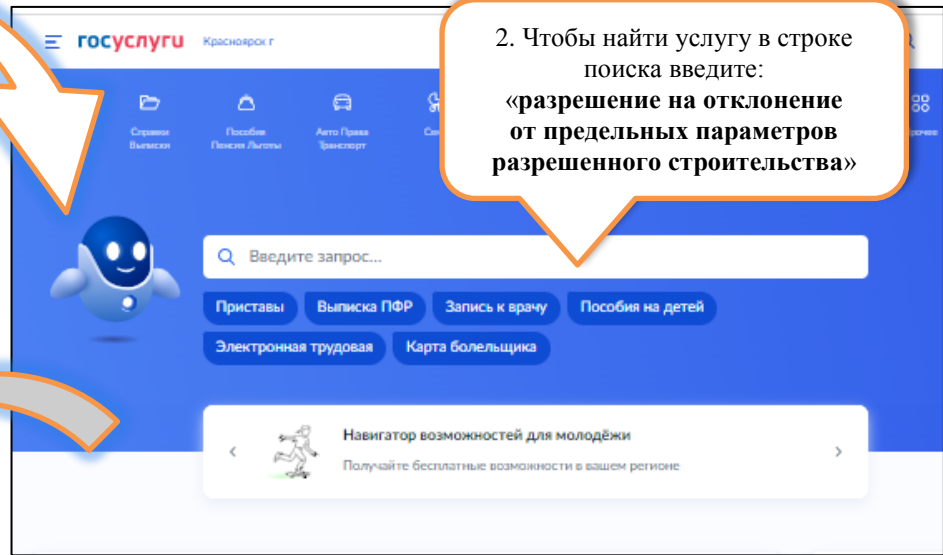 госуслуги Красноярск г
2. Чтобы найти услугу в строке
поиска введите:
«разрешение на отклонение
от предельных параметров
разрешенного строительства»
Справки
Выписки
Пособия
Пенсия Льготы
Авто Права
Транспорт
Введите запрос...
Приставы Выписка ПФР Запись к врачу Пособия на детей
Электронная трудовая Карта болельщика
Навигатор возможностей для молодёжи
Получайте бесплатные возможности в вашем регионе